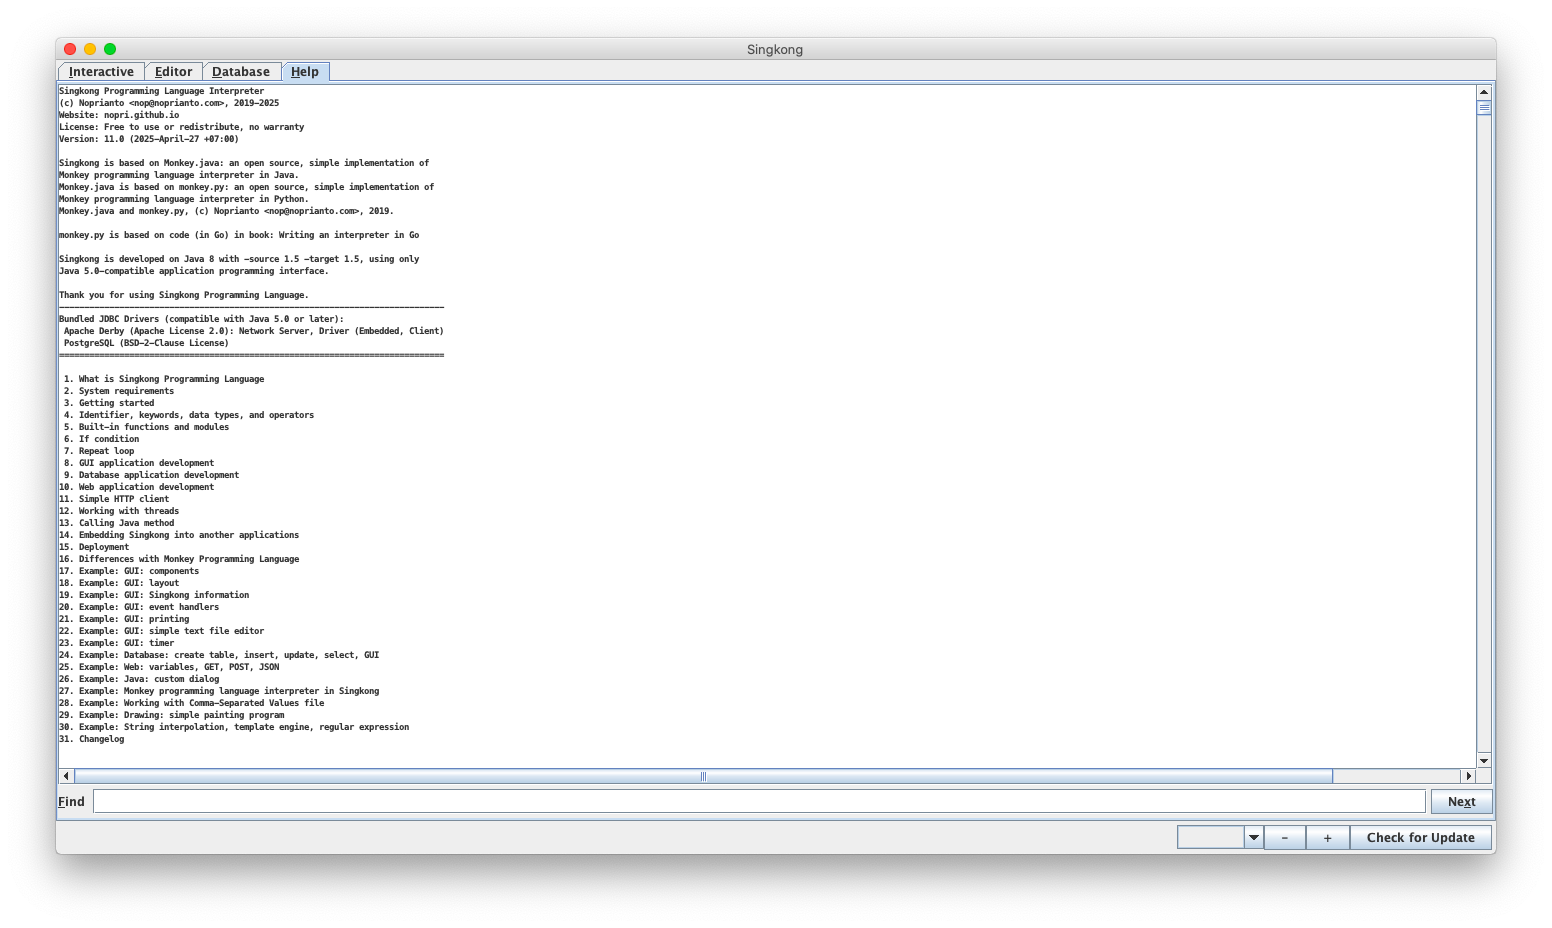 Singkong
Interactive
Editor
Database
Help
Singkong Programming Language Interpreter
(c) Noprianto <nop@noprianto.com>, 2019-2025
Website: nopri.github.io
License: Free to use or redistribute, no warranty
Version: 11.0 (2025-April-27 +07:00)
Singkong is based on Monkey.java: an open source, simple implementation of
Monkey programming language interpreter in Java.
Monkey.java is based on monkey.py: an open source, simple implementation of
Monkey programming language interpreter in Python.
Monkey.java and monkey.py, (c) Noprianto <nop@noprianto.com>, 2019.
monkey.py is based on code (in Go) in book: Writing an interpreter in Go
Singkong is developed on Java 8 with -source 1.5 -target 1.5, using only
Java 5.0-compatible application programming interface.
Thank you for using Singkong Programming Language.
-----------------------------------------------------------------------------
Bundled JDBC Drivers (compatible with Java 5.0 or later):
Apache Derby (Apache License 2.0): Network Server, Driver (Embedded, Client)
PostgreSQL (BSD-2-Clause License)
=============================================================================
1. What is Singkong Programming Language
2. System requirements
3. Getting started
4. Identifier, keywords, data types, and operators
5. Built-in functions and modules
6. If condition
7. Repeat loop
8. GUI application development
9. Database application development
10. Web application development
11. Simple HTTP client
12. Working with threads
13. Calling Java method
14. Embedding Singkong into another applications
15. Deployment
16. Differences with Monkey Programming Language
17. Example: GUI: components
18. Example: GUI: layout
19. Example: GUI: Singkong information
20. Example: GUI: event handlers
21. Example: GUI: printing
22. Example: GUI: simple text file editor
23. Example: GUI: timer
24. Example: Database: create table, insert, update, select, GUI
25. Example: Web: variables, GET, POST, JSON
26. Example: Java: custom dialog
27. Example: Monkey programming language interpreter in Singkong
28. Example: Working with Comma-Separated Values file
29. Example: Drawing: simple painting program
30. Example: String interpolation, template engine, regular expression
31. Changelog
Find
Next
-
+
Check for Update